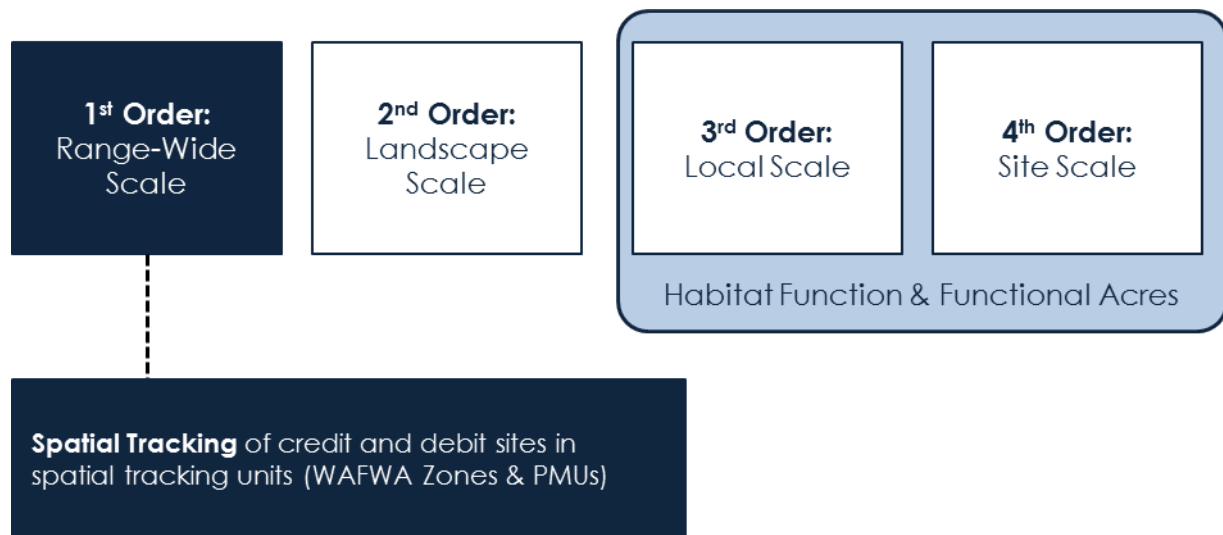 1st Order:
Range-Wide
Scale
2nd Order:
Landscape
Scale
3rd Order:
Local Scale
4th Order:
Site Scale
Habitat Function & Functional Acres
Spatial Tracking of credit and debit sites in
spatial tracking units (WAFWA Zones & PMUs)